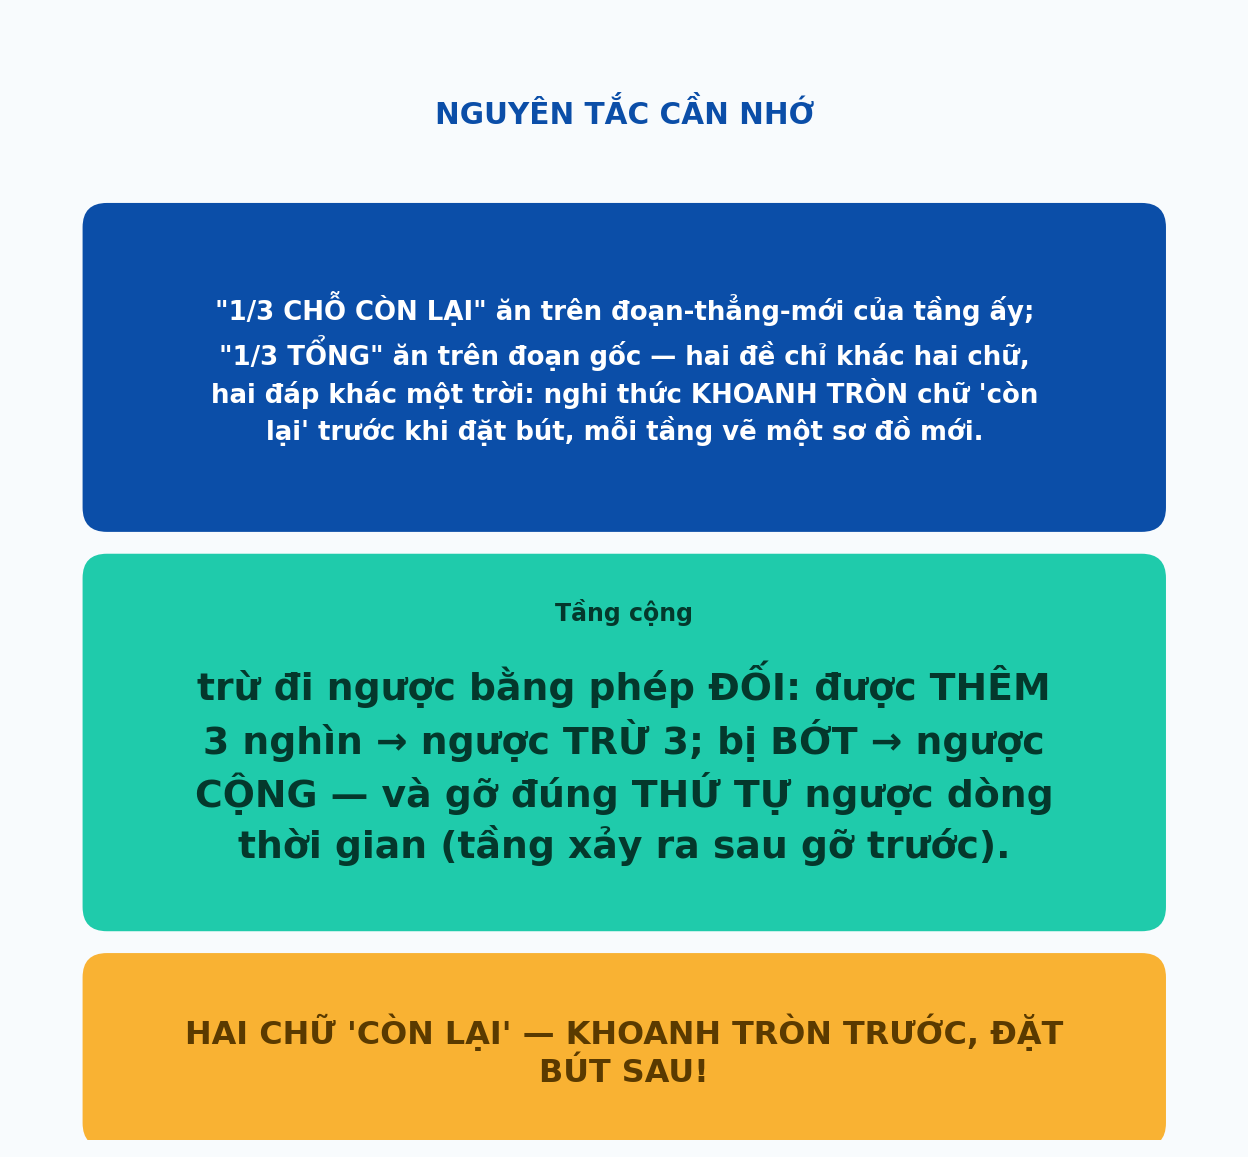 NGUYÊN TẮC CẦN NHỚ
"1/3 CHỖ CÒN LẠI" ăn trên đoạn-thẳng-mới của tầng ấy;
"1/3 TỔNG" ăn trên đoạn gốc — hai đề chỉ khác hai chữ,
hai đáp khác một trời: nghi thức KHOANH TRÒN chữ 'còn
lại' trước khi đặt bút, mỗi tầng vẽ một sơ đồ mới.
Tầng cộng
trừ đi ngược bằng phép ĐỐI: được THÊM
3 nghìn → ngược TRỪ 3; bị BỚT → ngược
CỘNG — và gỡ đúng THỨ TỰ ngược dòng
thời gian (tầng xảy ra sau gỡ trước).
HAI CHỮ 'CÒN LẠI' — KHOANH TRÒN TRƯỚC, ĐẶT
BÚT SAU!